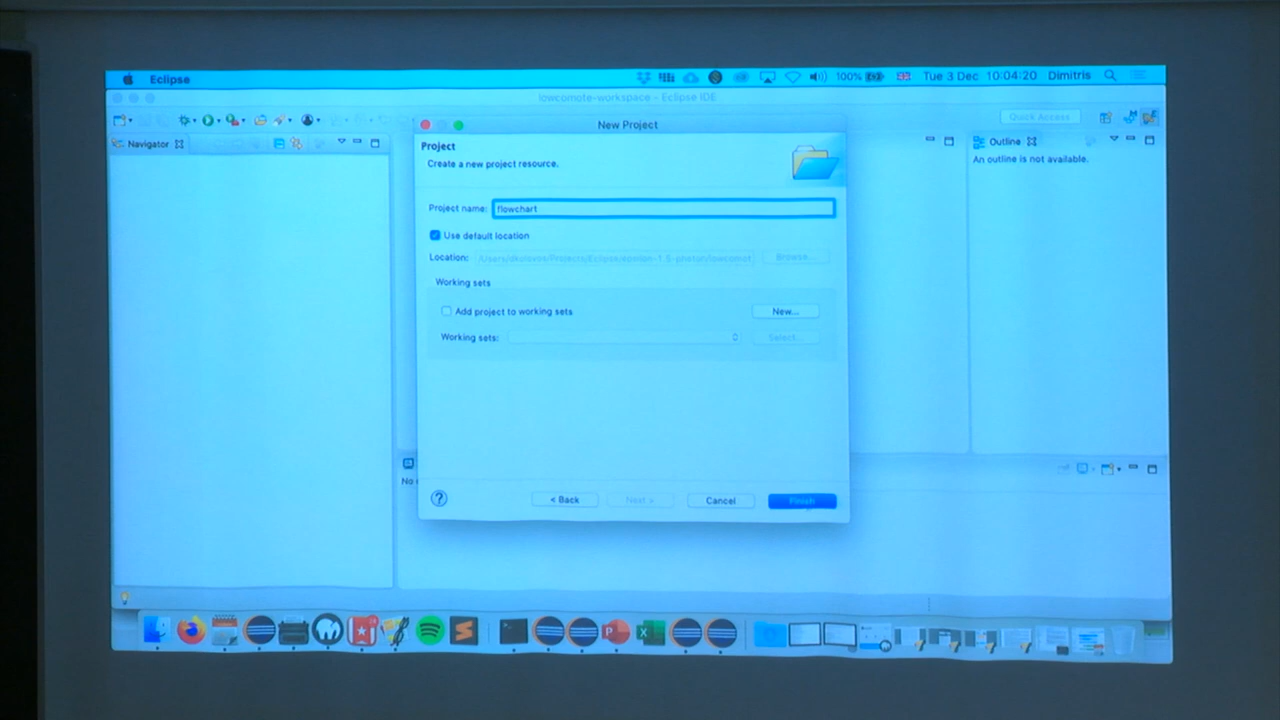 Eclipse
100%
Tue 3 Dec 10:04:20 Dimitris
lowcomote-workspace - Eclipse IDE
Quick Access
New Project
Navigator
Outline
An outline is not available.
Project
Create a new project resource.
Project name: flowchart
Use default location
Location:
Browse...
Working sets
Add project to working sets
New...
Working sets:
Select...
No
?
< Back
Next >
Cancel
Finish